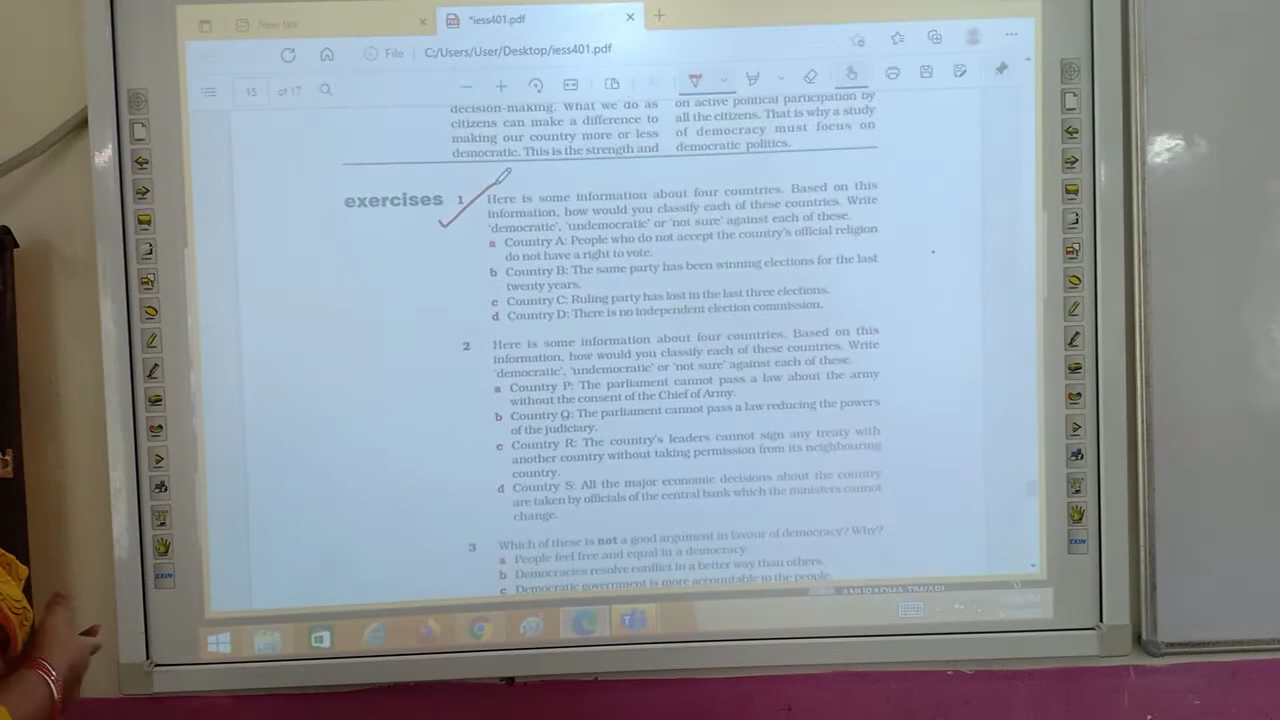 New tab
*iess401.pdf
File
C:/Users/User/Desktop/iess401.pdf
15 of 17
decision-making. What we do as
citizens can make a difference to
making our country more or less
democratic. This is the strength and
on active political participation by
all the citizens. That is why a study
of democracy must focus on
democratic politics.
exercises
1 Here is some information about four countries. Based on this
information, how would you classify each of these countries. Write
'democratic', 'undemocratic' or 'not sure' against each of these.
a Country A: People who do not accept the country's official religion
do not have a right to vote.
b Country B: The same party has been winning elections for the last
twenty years.
c Country C: Ruling party has lost in the last three elections.
d Country D: There is no independent election commission.
2 Here is some information about four countries. Based on this
information, how would you classify each of these countries. Write
'democratic', 'undemocratic' or 'not sure' against each of these.
a Country P: The parliament cannot pass a law about the army
without the consent of the Chief of Army.
b Country Q: The parliament cannot pass a law reducing the powers
of the judiciary.
c Country R: The country's leaders cannot sign any treaty with
another country without taking permission from its neighbouring
country.
d Country S: All the major economic decisions about the country
are taken by officials of the central bank which the ministers cannot
change.
3 Which of these is not a good argument in favour of democracy? Why?
a People feel free and equal in a democracy.
b Democracies resolve conflict in a better way than others.
c Democratic government is more accountable to the people.